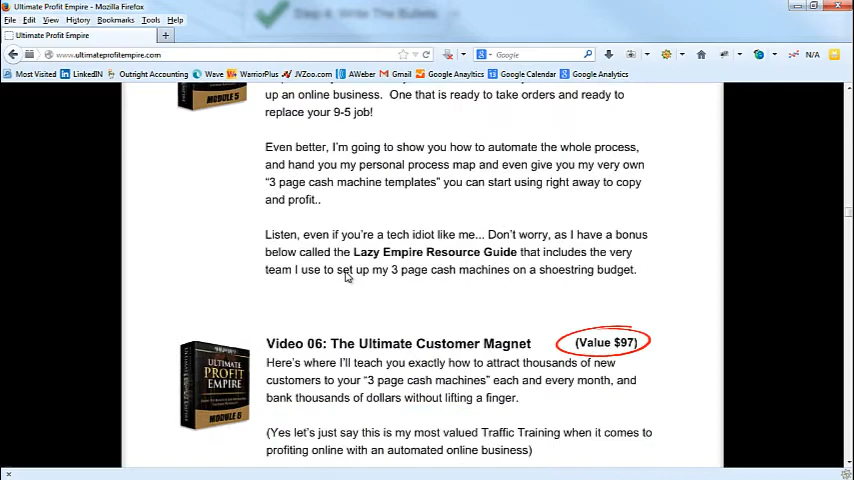 Ultimate Profit Empire - Mozilla Firefox
Step 4: Write The Bullets
File Edit View History Bookmarks Tools Help
Ultimate Profit Empire +
www.ultimateprofitempire.com Google N/A
Most Visited LinkedIN Outright Accounting Wave WarriorPlus JVZoo.com AWeber Gmail Google Anaytics Google Calendar Google Analytics
MODULE 5
up an online business. One that is ready to take orders and ready to
replace your 9-5 job!
Even better, I'm going to show you how to automate the whole process,
and hand you my personal process map and even give you my very own
“3 page cash machine templates” you can start using right away to copy
and profit..
Listen, even if you're a tech idiot like me... Don't worry, as I have a bonus
below called the Lazy Empire Resource Guide that includes the very
team I use to set up my 3 page cash machines on a shoestring budget.
Video 06: The Ultimate Customer Magnet (Value $97)
Here's where I'll teach you exactly how to attract thousands of new
customers to your “3 page cash machines” each and every month, and
bank thousands of dollars without lifting a finger.
ULTIMATE
PROFIT
EMPIRE
MODULE 6
(Yes let's just say this is my most valued Traffic Training when it comes to
profiting online with an automated online business)